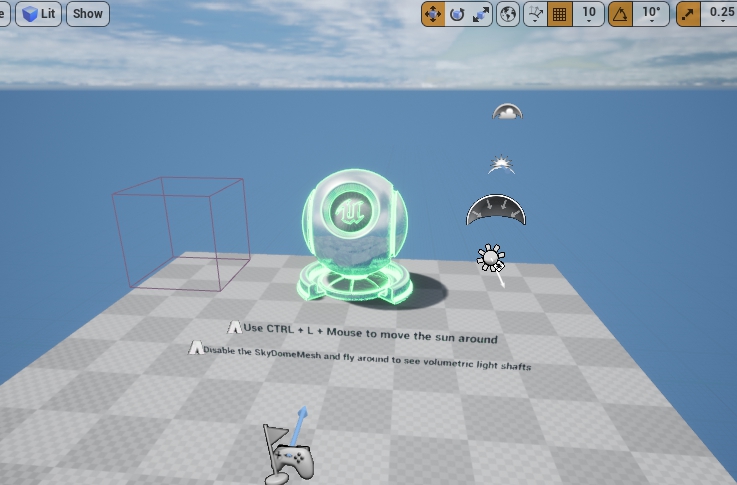 e Lit Show 10 10° 0.25
Use CTRL + L + Mouse to move the sun around
Disable the SkyDomeMesh and fly around to see volumetric light shafts